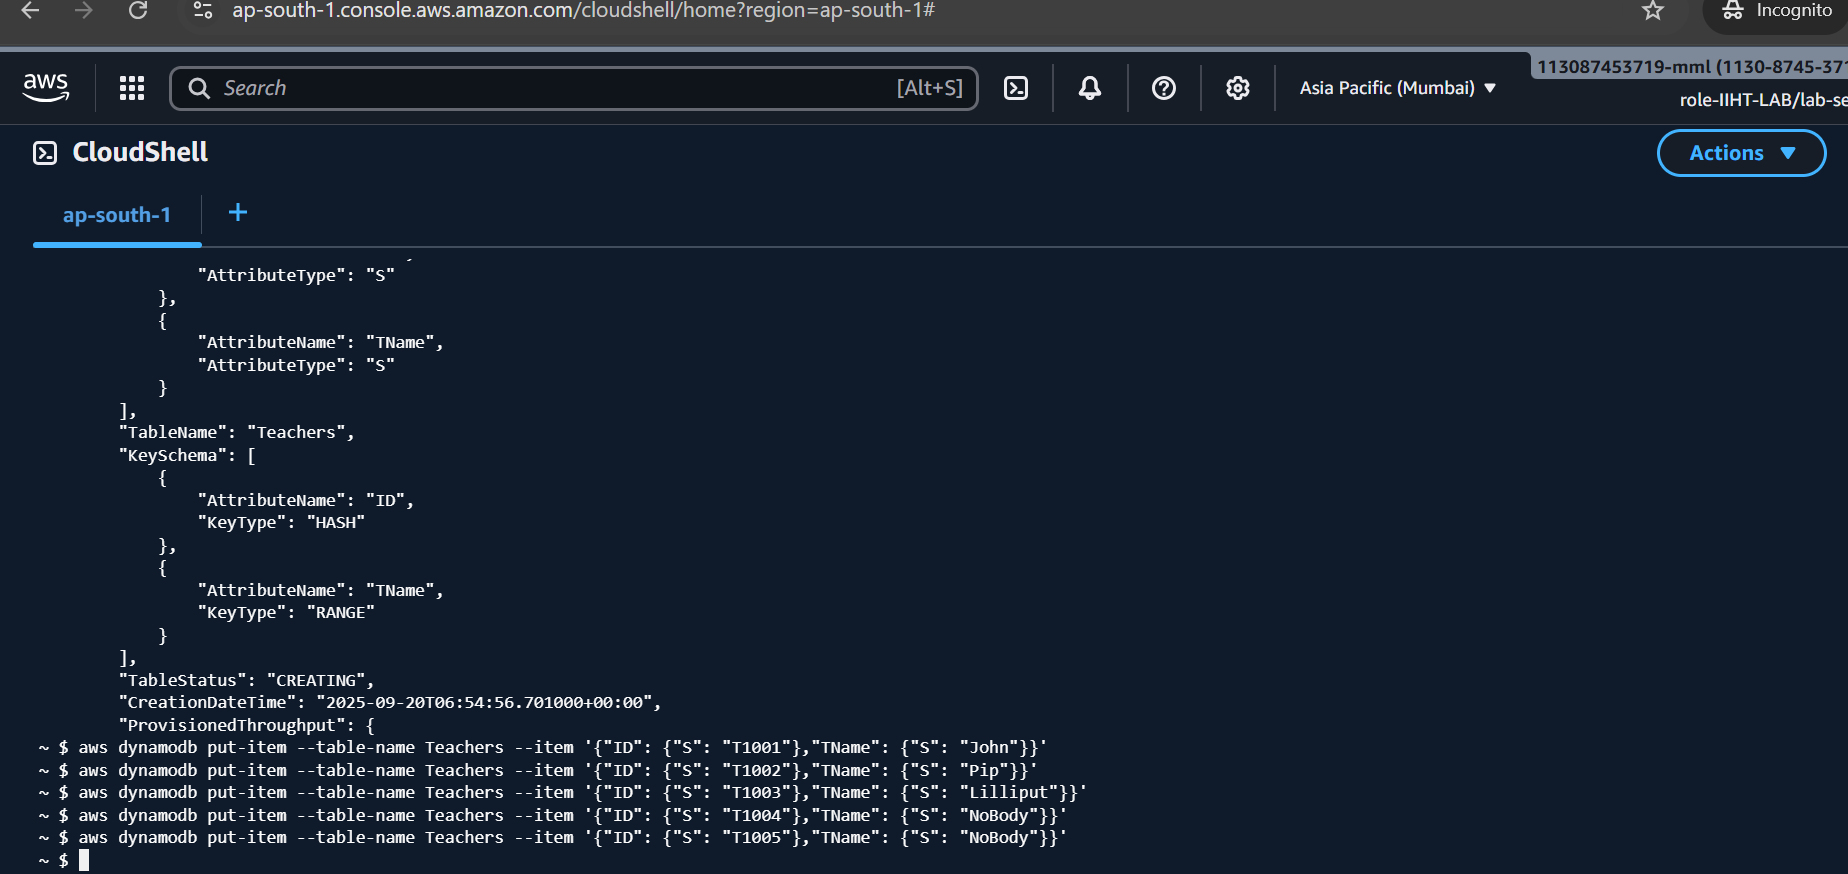 ap-south-1.console.aws.amazon.com/cloudshell/home?region=ap-south-1#
Incognito
aws
Search
[Alt+S]
Asia Pacific (Mumbai) ▼
113087453719-mml (1130-8745-371
role-IIHT-LAB/lab-se
CloudShell
Actions ▼
ap-south-1
+
"AttributeType": "S"
},
{
"AttributeName": "TName",
"AttributeType": "S"
}
],
"TableName": "Teachers",
"KeySchema": [
{
"AttributeName": "ID",
"KeyType": "HASH"
},
{
"AttributeName": "TName",
"KeyType": "RANGE"
}
],
"TableStatus": "CREATING",
"CreationDateTime": "2025-09-20T06:54:56.701000+00:00",
"ProvisionedThroughput": {
~ $ aws dynamodb put-item --table-name Teachers --item '{"ID": {"S": "T1001"},"TName": {"S": "John"}}'
~ $ aws dynamodb put-item --table-name Teachers --item '{"ID": {"S": "T1002"},"TName": {"S": "Pip"}}'
~ $ aws dynamodb put-item --table-name Teachers --item '{"ID": {"S": "T1003"},"TName": {"S": "Lilliput"}}'
~ $ aws dynamodb put-item --table-name Teachers --item '{"ID": {"S": "T1004"},"TName": {"S": "NoBody"}}'
~ $ aws dynamodb put-item --table-name Teachers --item '{"ID": {"S": "T1005"},"TName": {"S": "NoBody"}}'
~ $